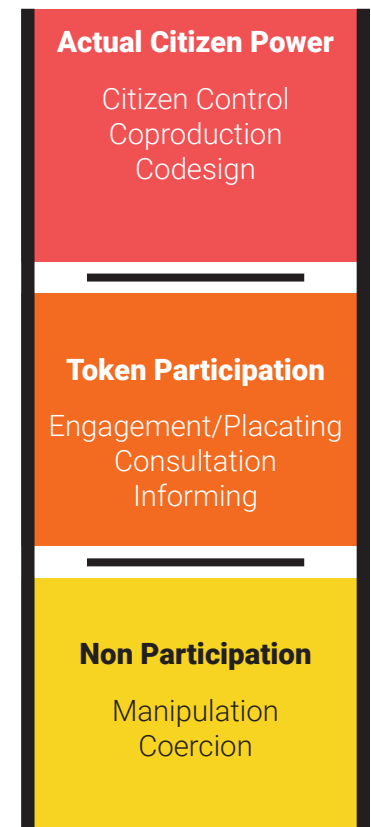 Actual Citizen Power
Citizen Control
Coproduction
Codesign
Token Participation
Engagement/Placating
Consultation
Informing
Non Participation
Manipulation
Coercion